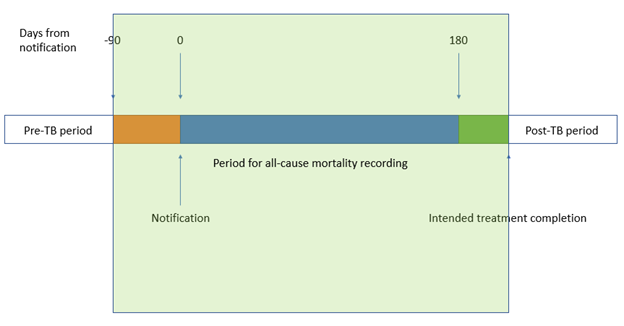 Days from
notification
-90
0
180
Pre-TB period
Post-TB period
Period for all-cause mortality recording
Notification
Intended treatment completion